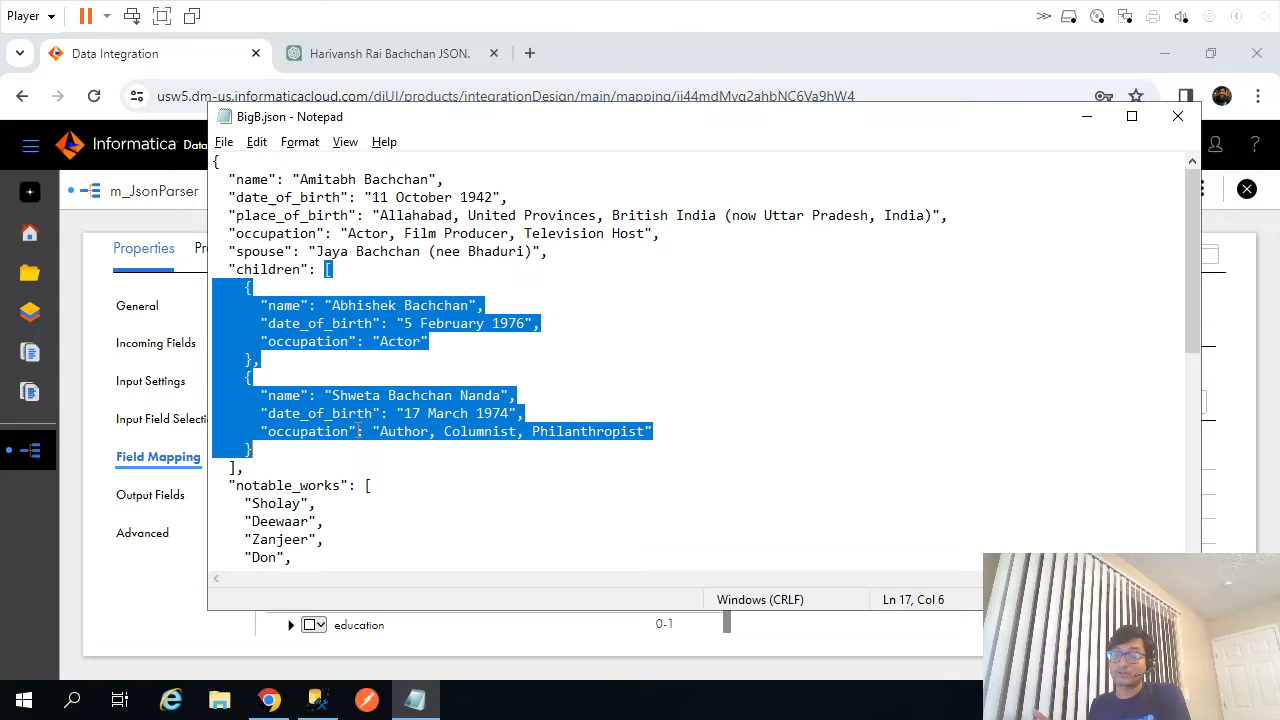 Player
Data Integration
Harivansh Rai Bachchan JSON.
usw5.dm-us.informaticacloud.com/diUI/products/integrationDesign/main/mapping/ji44mdMyq2ahbNC6Va9hW4
BigB.json - Notepad
Informatica Data
File Edit Format View Help
{
"name": "Amitabh Bachchan",
m_JsonParser
"date_of_birth": "11 October 1942",
"place_of_birth": "Allahabad, United Provinces, British India (now Uttar Pradesh, India)",
"occupation": "Actor, Film Producer, Television Host",
Properties
"spouse": "Jaya Bachchan (nee Bhaduri)",
"children": [
{
General
"name": "Abhishek Bachchan",
"date_of_birth": "5 February 1976",
Incoming Fields
"occupation": "Actor"
},
{
Input Settings
"name": "Shweta Bachchan Nanda",
"date_of_birth": "17 March 1974",
Input Field Selecti
"occupation": "Author, Columnist, Philanthropist"
}
Field Mapping
],
"notable_works": [
Output Fields
"Sholay",
"Deewaar",
Advanced
"Zanjeer",
"Don",
Windows (CRLF)
Ln 17, Col 6
education
0-1